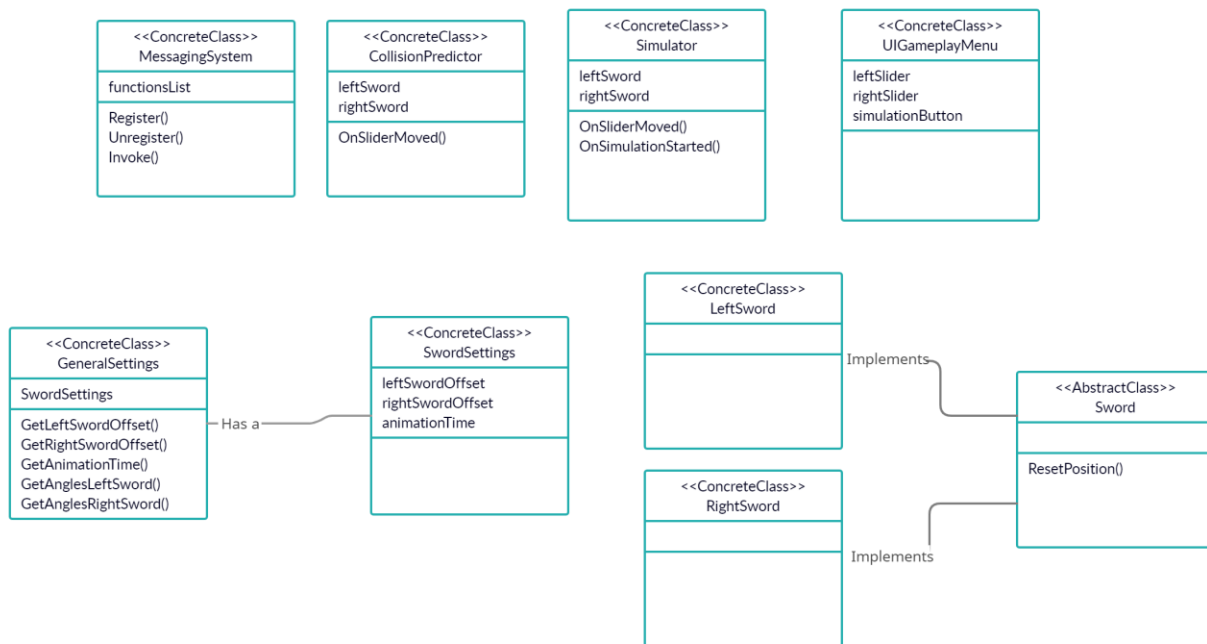 <<ConcreteClass>>
MessagingSystem
functionsList
Register()
Unregister()
Invoke()
<<ConcreteClass>>
CollisionPredictor
leftSword
rightSword
OnSliderMoved()
<<ConcreteClass>>
Simulator
leftSword
rightSword
OnSliderMoved()
OnSimulationStarted()
<<ConcreteClass>>
UIGameplayMenu
leftSlider
rightSlider
simulationButton
<<ConcreteClass>>
GeneralSettings
SwordSettings
GetLeftSwordOffset()
GetRightSwordOffset()
GetAnimationTime()
GetAnglesLeftSword()
GetAnglesRightSword()
Has a
<<ConcreteClass>>
SwordSettings
leftSwordOffset
rightSwordOffset
animationTime
<<ConcreteClass>>
LeftSword
Implements
<<AbstractClass>>
Sword
ResetPosition()
<<ConcreteClass>>
RightSword
Implements